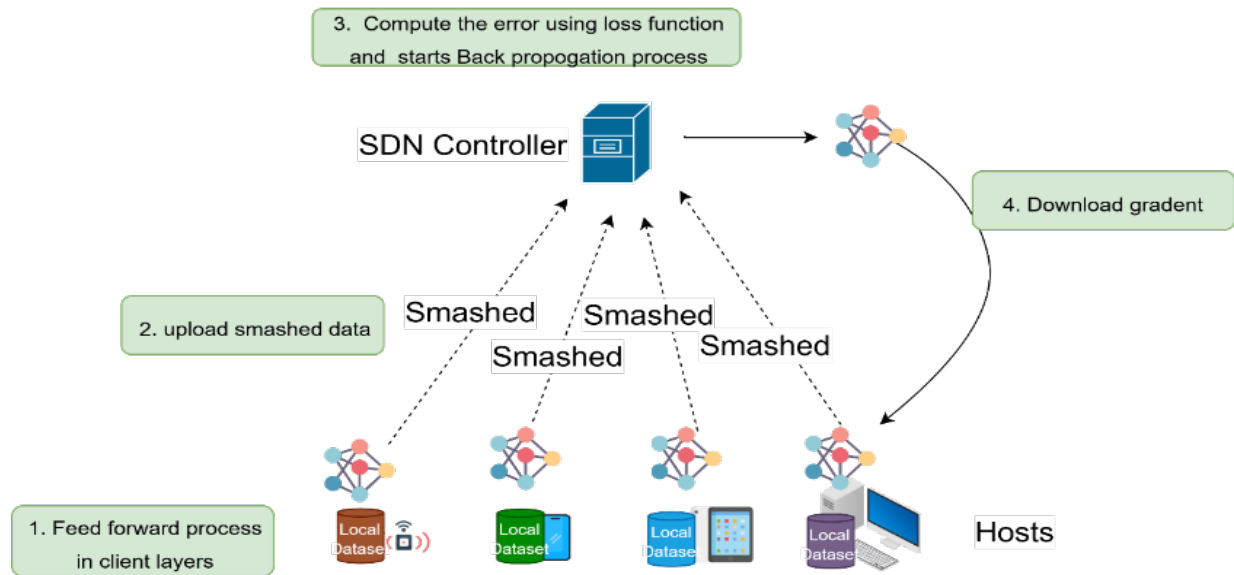 3. Compute the error using loss function
and starts Back propogation process
SDN Controller
4. Download gradent
Smashed
Smashed
2. upload smashed data
Smashed
Smashed
1. Feed forward process
in client layers
Local
Dataset
Local
Dataset
Local
Dataset
Local
Dataset
Hosts